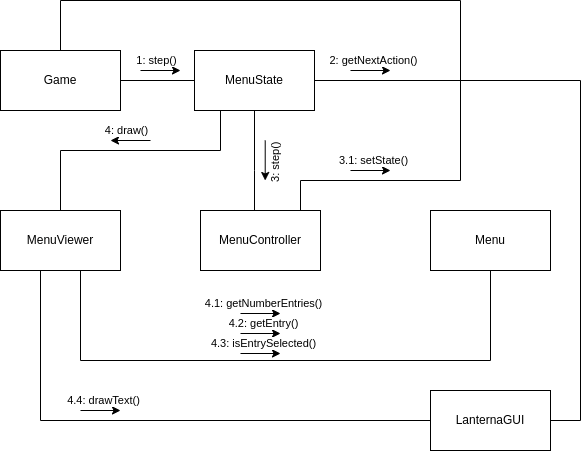 1: step()
2: getNextAction()
Game
MenuState
4: draw()
3: step()
3.1: setState()
MenuViewer
MenuController
Menu
4.1: getNumberEntries()
4.2: getEntry()
4.3: isEntrySelected()
4.4: drawText()
LanternaGUI